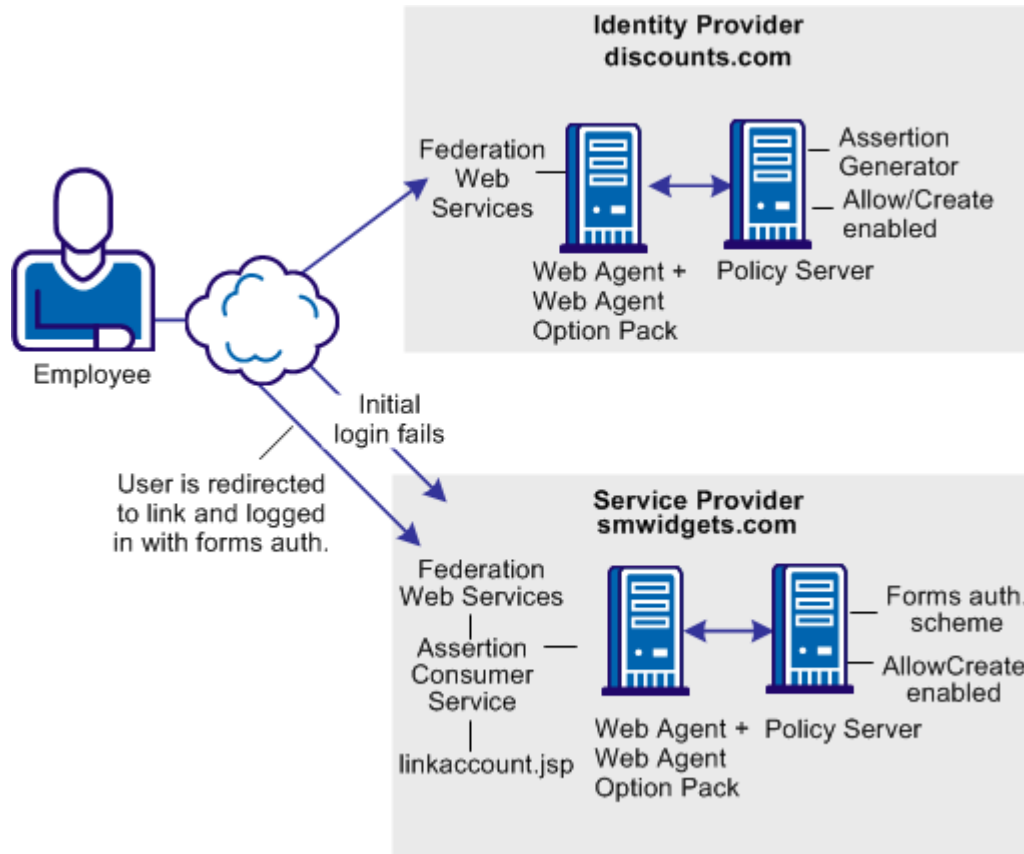 Identity Provider
discounts.com
Federation
Web
Services
Assertion
Generator
Allow/Create
enabled
Web Agent +
Web Agent
Option Pack
Policy Server
Employee
Initial
login fails
User is redirected
to link and logged
in with forms auth.
Service Provider
smwidgets.com
Federation
Web Services
Assertion
Consumer
Service
linkaccount.jsp
Forms auth.
scheme
AllowCreate
enabled
Web Agent +
Web Agent
Option Pack
Policy Server